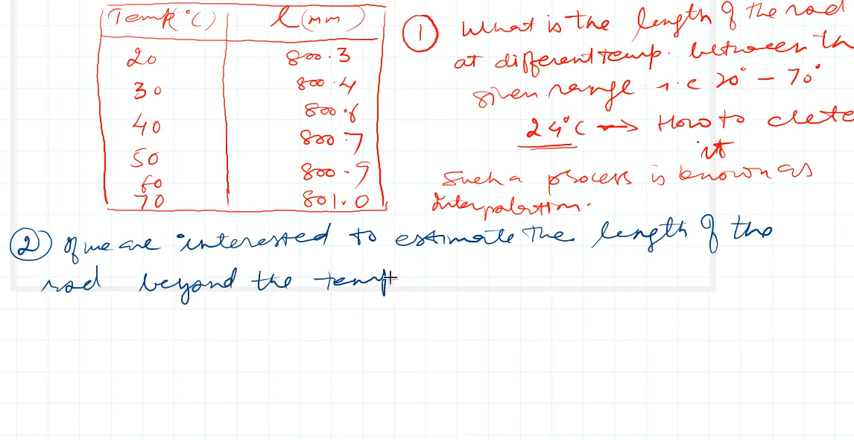 Temp °C) l (mm)
20 800.3
30 800.4
40 800.6
50 800.7
60 800.9
70 801.0
① What is the length of the rod
at different temp. between th
given range i.e 20° – 70°
24°C → How to dete
it
Such a process is known as
Interpolation.
② If we are interested to estimate the length of the
rod beyond the temp